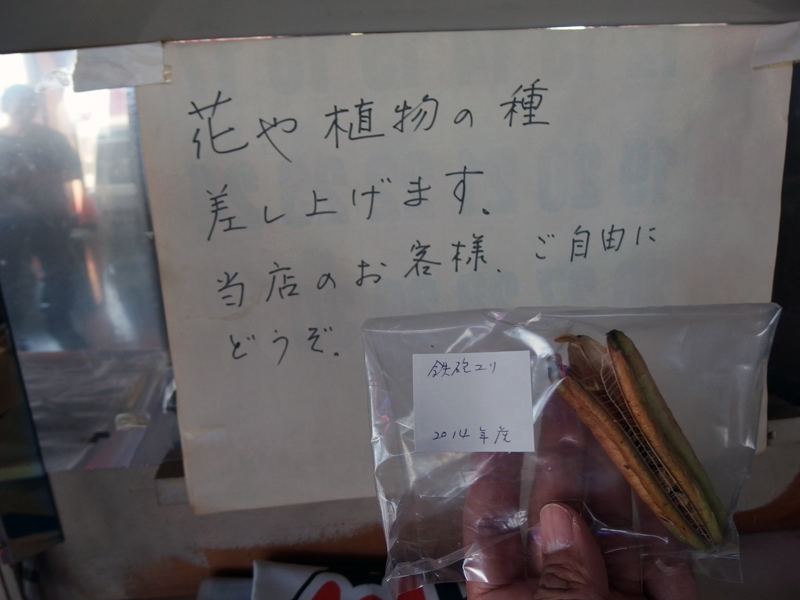 花や植物の種
差し上げます。
当店のお客様、ご自由に
どうぞ。
鉄砲ユリ
2014年度